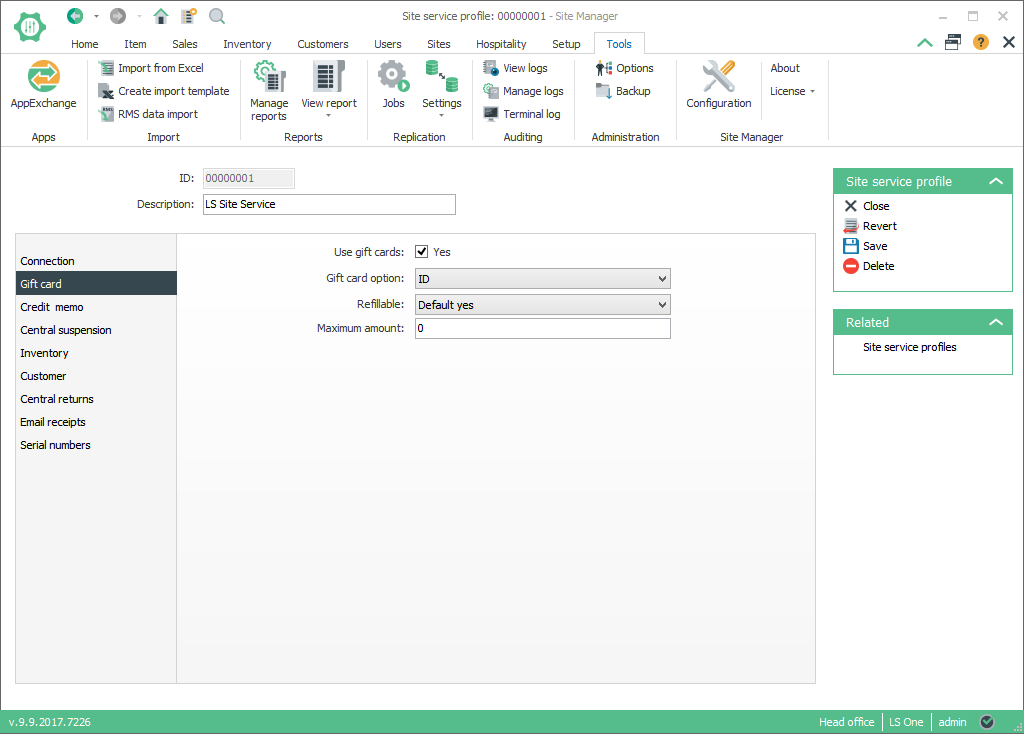 Site service profile: 00000001 - Site Manager
Home Item Sales Inventory Customers Users Sites Hospitality Setup Tools
AppExchange
Apps
Import from Excel
Create import template
RMS data import
Import
Manage reports
View report
Reports
Jobs
Settings
Replication
View logs
Manage logs
Terminal log
Auditing
Options
Backup
Administration
Configuration
About
License
Site Manager
ID: 00000001
Description: LS Site Service
Connection
Gift card
Credit memo
Central suspension
Inventory
Customer
Central returns
Email receipts
Serial numbers
Use gift cards: Yes
Gift card option: ID
Refillable: Default yes
Maximum amount: 0
Site service profile
Close
Revert
Save
Delete
Related
Site service profiles
v.9.9.2017.7226
Head office LS One admin